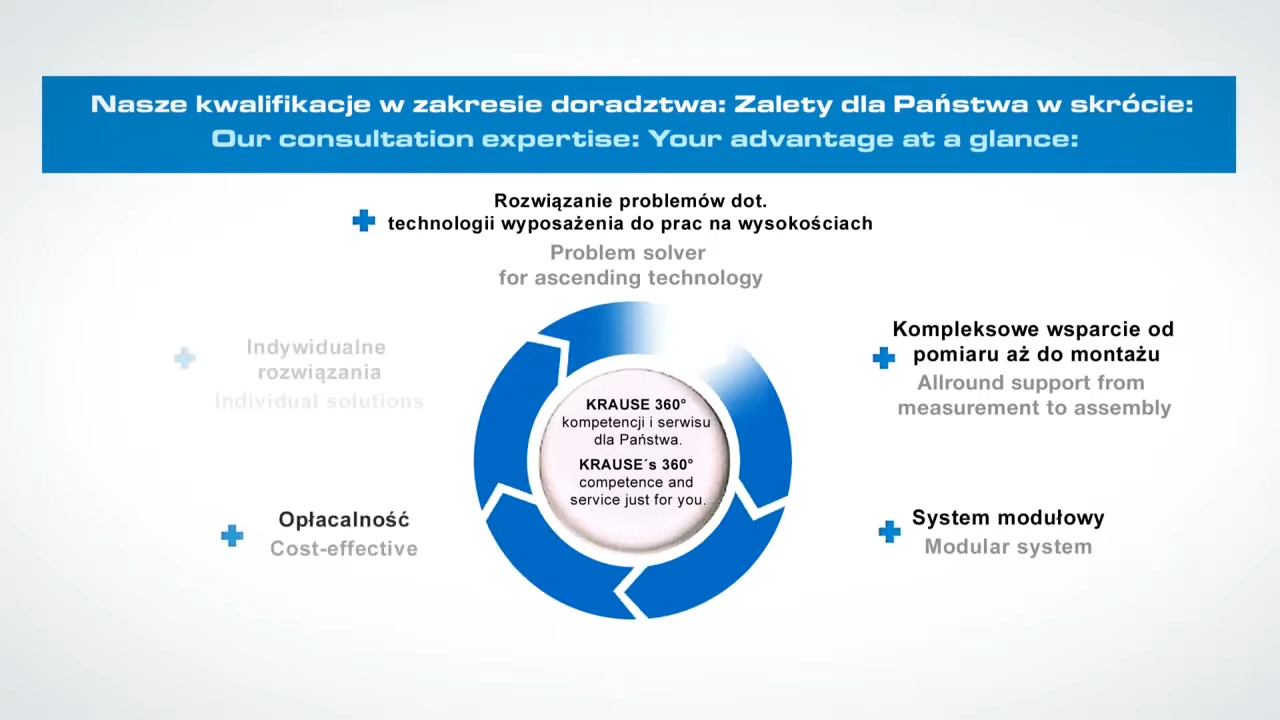 Nasze kwalifikacje w zakresie doradztwa: Zalety dla Państwa w skrócie:
Our consultation expertise: Your advantage at a glance:
Rozwiązanie problemów dot.
technologii wyposażenia do prac na wysokościach
Problem solver
for ascending technology
Indywidualne
rozwiązania
Individual solutions
Kompleksowe wsparcie od
pomiaru aż do montażu
Allround support from
measurement to assembly
KRAUSE 360°
kompetencji i serwisu
dla Państwa.
KRAUSE´s 360°
competence and
service just for you.
Opłacalność
Cost-effective
System modułowy
Modular system